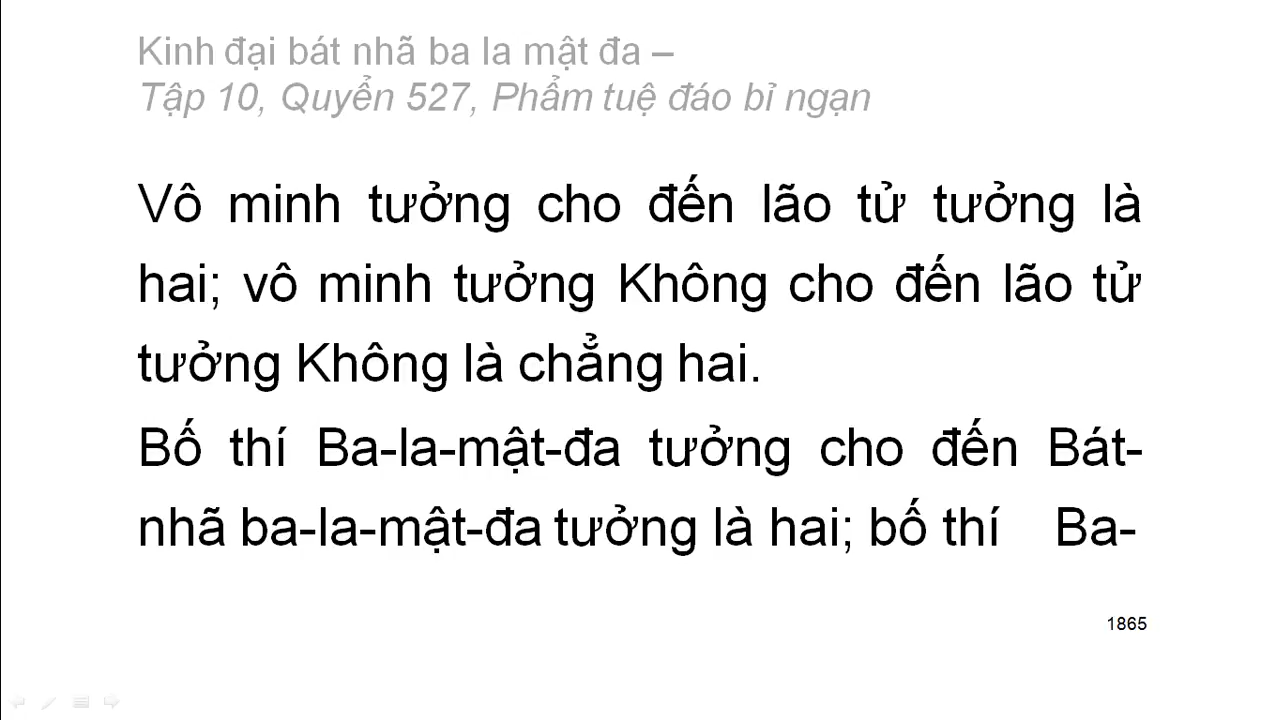 Kinh đại bát nhã ba la mật đa –
Tập 10, Quyển 527, Phẩm tuệ đáo bỉ ngạn
Vô minh tưởng cho đến lão tử tưởng là
hai; vô minh tưởng Không cho đến lão tử
tưởng Không là chẳng hai.
Bố thí Ba-la-mật-đa tưởng cho đến Bát-
nhã ba-la-mật-đa tưởng là hai; bố thí Ba-
1865